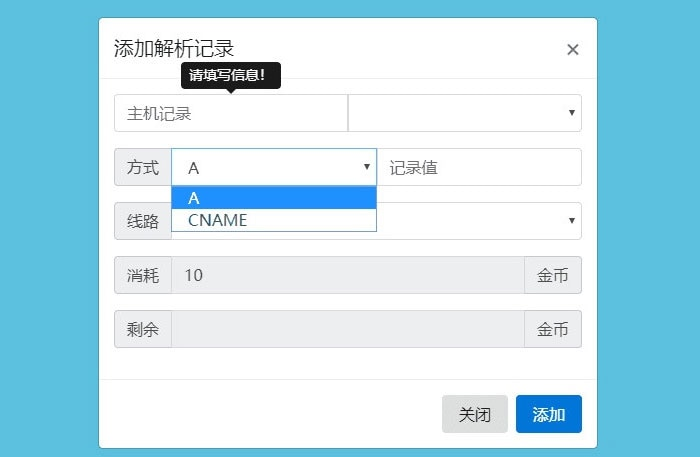 添加解析记录 ×
请填写信息！
主机记录
方式 A 记录值
A
CNAME
线路
消耗 10 金币
剩余 金币
关闭 添加